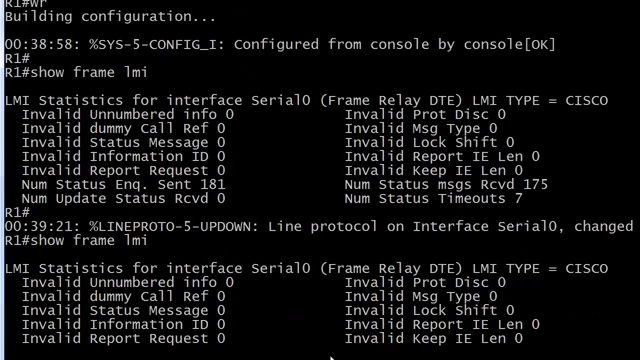 R1#wr
Building configuration...
00:38:58: %SYS-5-CONFIG_I: Configured from console by console[OK]
R1#
R1#show frame lmi
LMI Statistics for interface Serial0 (Frame Relay DTE) LMI TYPE = CISCO
Invalid Unnumbered info 0 Invalid Prot Disc 0
Invalid dummy Call Ref 0 Invalid Msg Type 0
Invalid Status Message 0 Invalid Lock Shift 0
Invalid Information ID 0 Invalid Report IE Len 0
Invalid Report Request 0 Invalid Keep IE Len 0
Num Status Enq. Sent 181 Num Status msgs Rcvd 175
Num Update Status Rcvd 0 Num Status Timeouts 7
R1#
00:39:21: %LINEPROTO-5-UPDOWN: Line protocol on Interface Serial0, changed
R1#show frame lmi
LMI Statistics for interface Serial0 (Frame Relay DTE) LMI TYPE = CISCO
Invalid Unnumbered info 0 Invalid Prot Disc 0
Invalid dummy Call Ref 0 Invalid Msg Type 0
Invalid Status Message 0 Invalid Lock Shift 0
Invalid Information ID 0 Invalid Report IE Len 0
Invalid Report Request 0 Invalid Keep IE Len 0